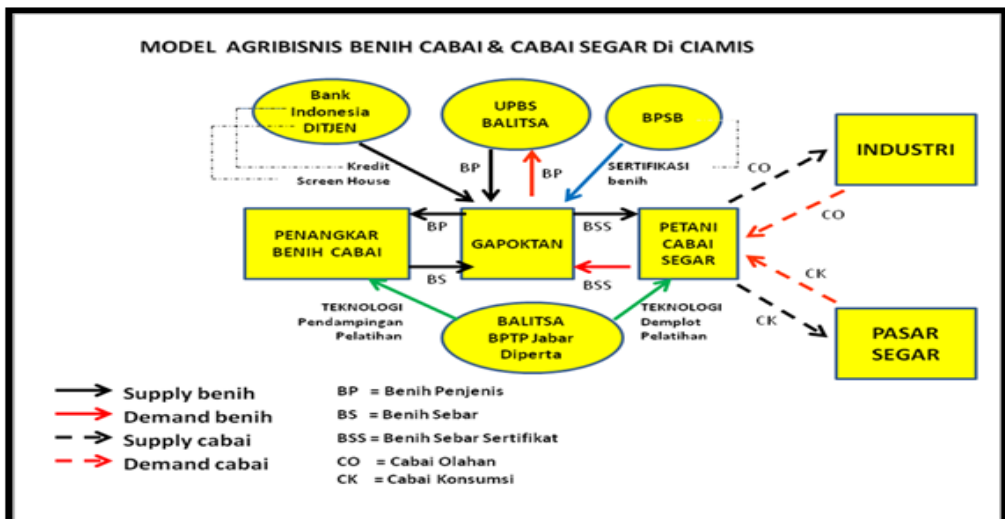 MODEL AGRIBISNIS BENIH CABAI & CABAI SEGAR Di CIAMIS
Bank
Indonesia
DITJEN
UPBS
BALITSA
BPSB
INDUSTRI
Kredit
Screen House
BP
BP
SERTIFIKASI
benih
CO
CO
PENANGKAR
BENIH CABAI
BP
BS
GAPOKTAN
BSS
BSS
PETANI
CABAI
SEGAR
CK
CK
TEKNOLOGI
Pendampingan
Pelatihan
BALITSA
BPTP Jabar
Diperta
TEKNOLOGI
Demplot
Pelatihan
PASAR
SEGAR
Supply benih
Demand benih
Supply cabai
Demand cabai
BP = Benih Penjenis
BS = Benih Sebar
BSS = Benih Sebar Sertifikat
CO = Cabai Olahan
CK = Cabai Konsumsi